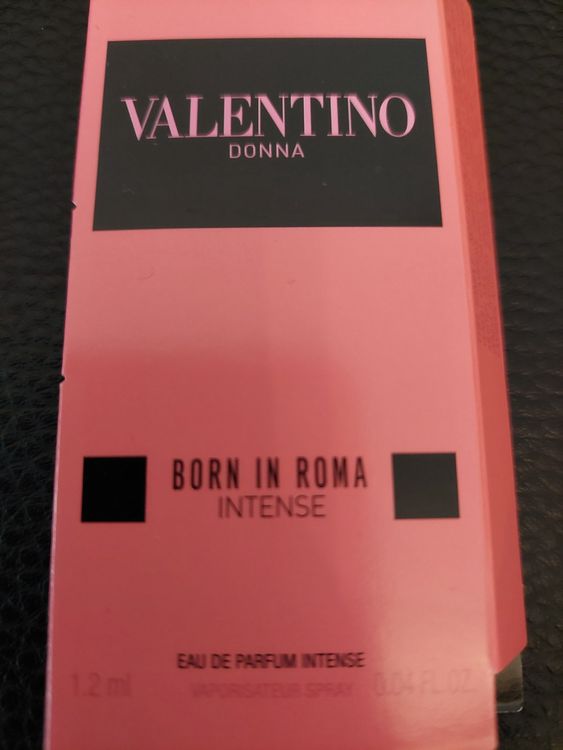 VALENTINO
DONNA
BORN IN ROMA
INTENSE
EAU DE PARFUM INTENSE
1.2 ml VAPORISATEUR SPRAY 0.04 FL.OZ.